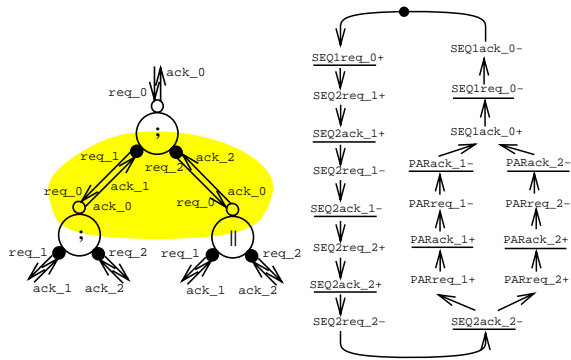 ack_0
req_0
;
req_1
ack_2
req_2
ack_1
req_0
ack_0
ack_0
req_0
;
||
req_1
req_2
req_1
req_2
ack_1
ack_2
ack_1
ack_2
SEQ1req_0+
SEQ2req_1+
SEQ2ack_1+
SEQ2req_1-
SEQ2ack_1-
SEQ2req_2+
SEQ2ack_2+
SEQ2req_2-
SEQ1ack_0-
SEQ1req_0-
SEQ1ack_0+
PARack_1- PARack_2-
PARreq_1- PARreq_2-
PARack_1+ PARack_2+
PARreq_1+ PARreq_2+
SEQ2ack_2-